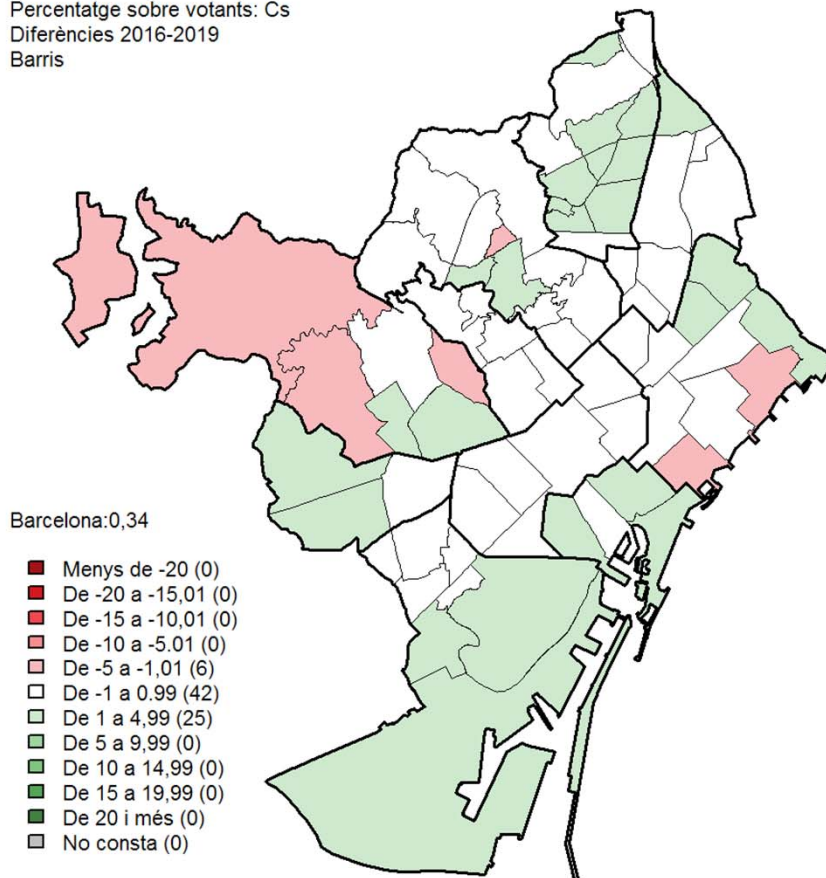 Percentatge sobre votants: Cs
Diferències 2016-2019
Barris
Barcelona:0,34
Menys de -20 (0)
De -20 a -15,01 (0)
De -15 a -10,01 (0)
De -10 a -5.01 (0)
De -5 a -1,01 (6)
De -1 a 0.99 (42)
De 1 a 4,99 (25)
De 5 a 9,99 (0)
De 10 a 14,99 (0)
De 15 a 19,99 (0)
De 20 i més (0)
No consta (0)